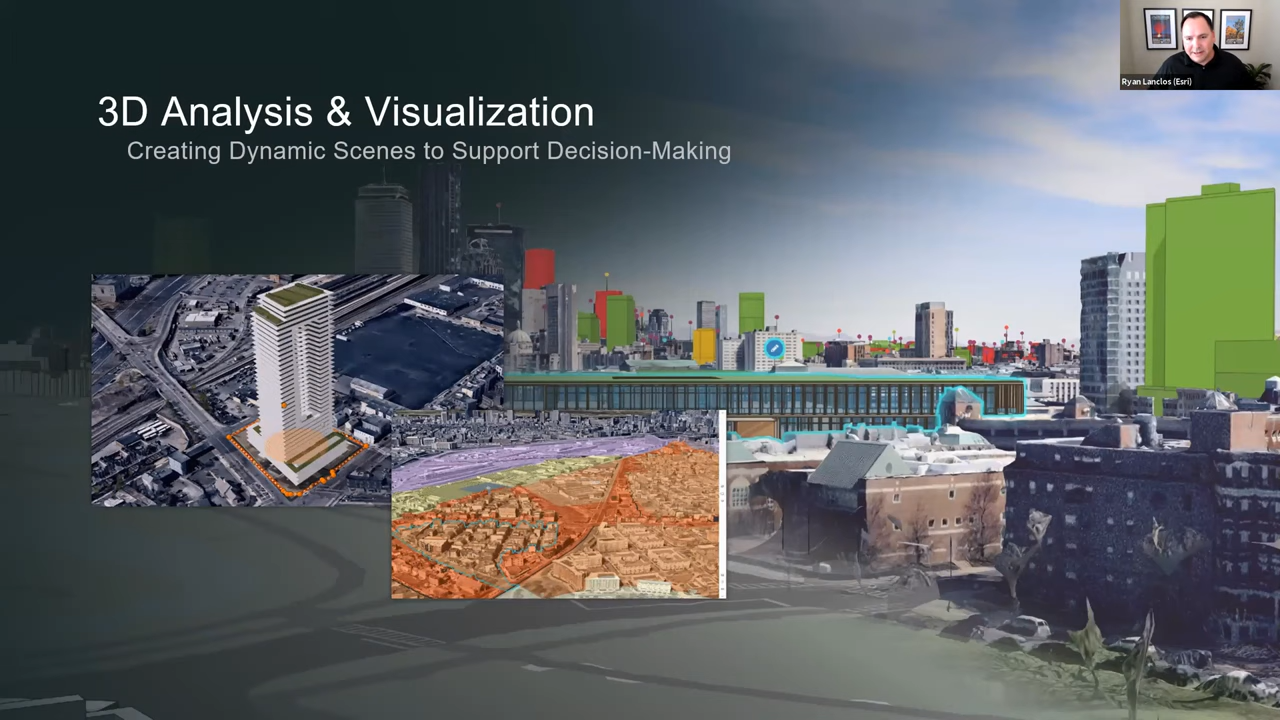 3D Analysis & Visualization
Creating Dynamic Scenes to Support Decision-Making
Ryan Lanclos (Esri)